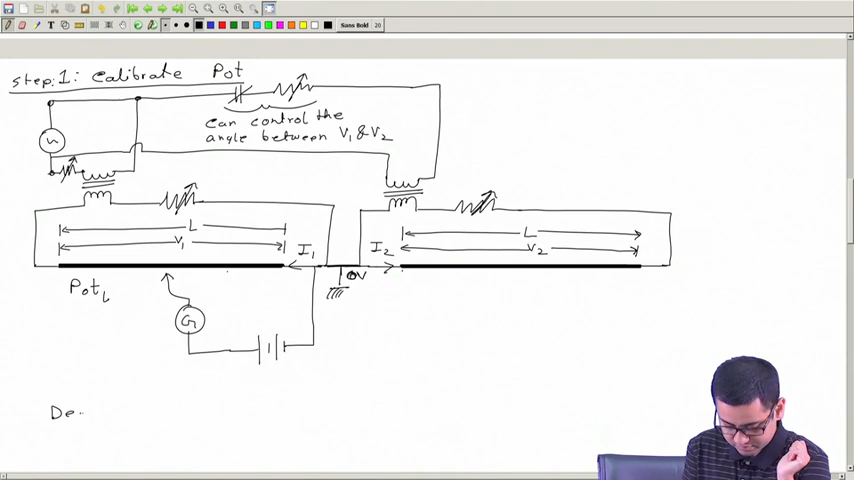 Sans Bold 20
step:1: Calibrate Pot
can control the
angle between V1 & V2
L
V1
L
V2
I1
I2
0V
Pot1
G
De